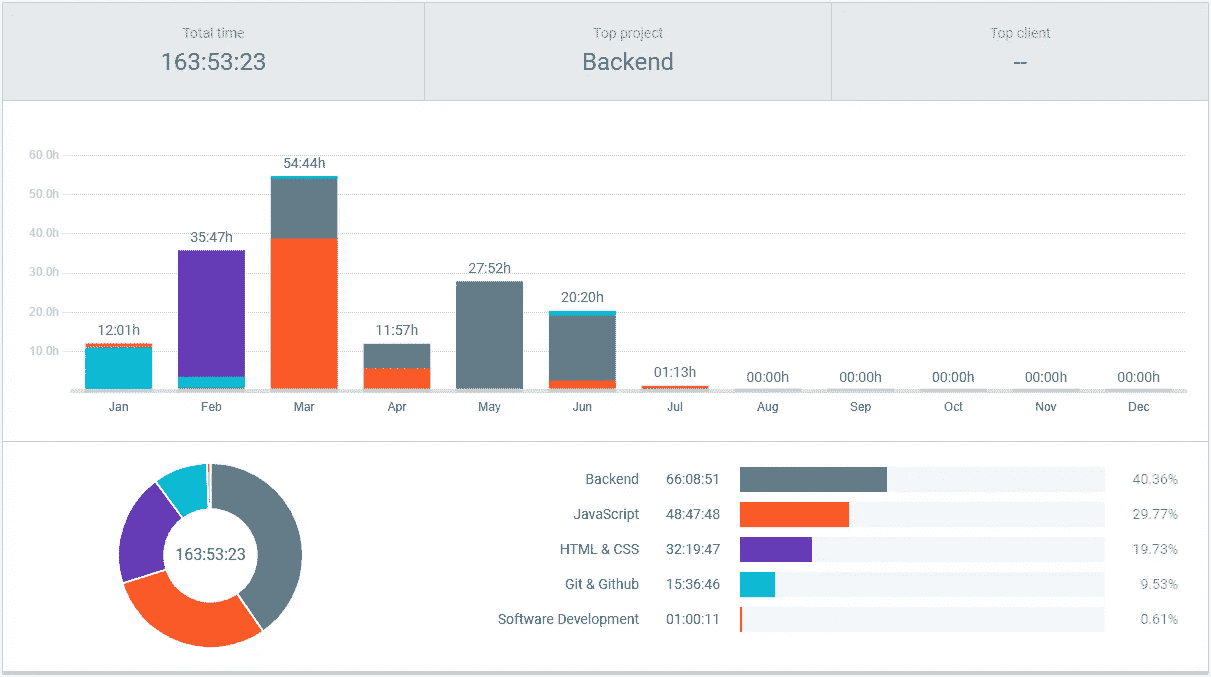 Total time
163:53:23
Top project
Backend
Top client
--
60.0h
50.0h
40.0h
30.0h
20.0h
10.0h
12:01h
35:47h
54:44h
11:57h
27:52h
20:20h
01:13h
00:00h
00:00h
00:00h
00:00h
00:00h
Jan
Feb
Mar
Apr
May
Jun
Jul
Aug
Sep
Oct
Nov
Dec
163:53:23
Backend 66:08:51 40.36%
JavaScript 48:47:48 29.77%
HTML & CSS 32:19:47 19.73%
Git & Github 15:36:46 9.53%
Software Development 01:00:11 0.61%